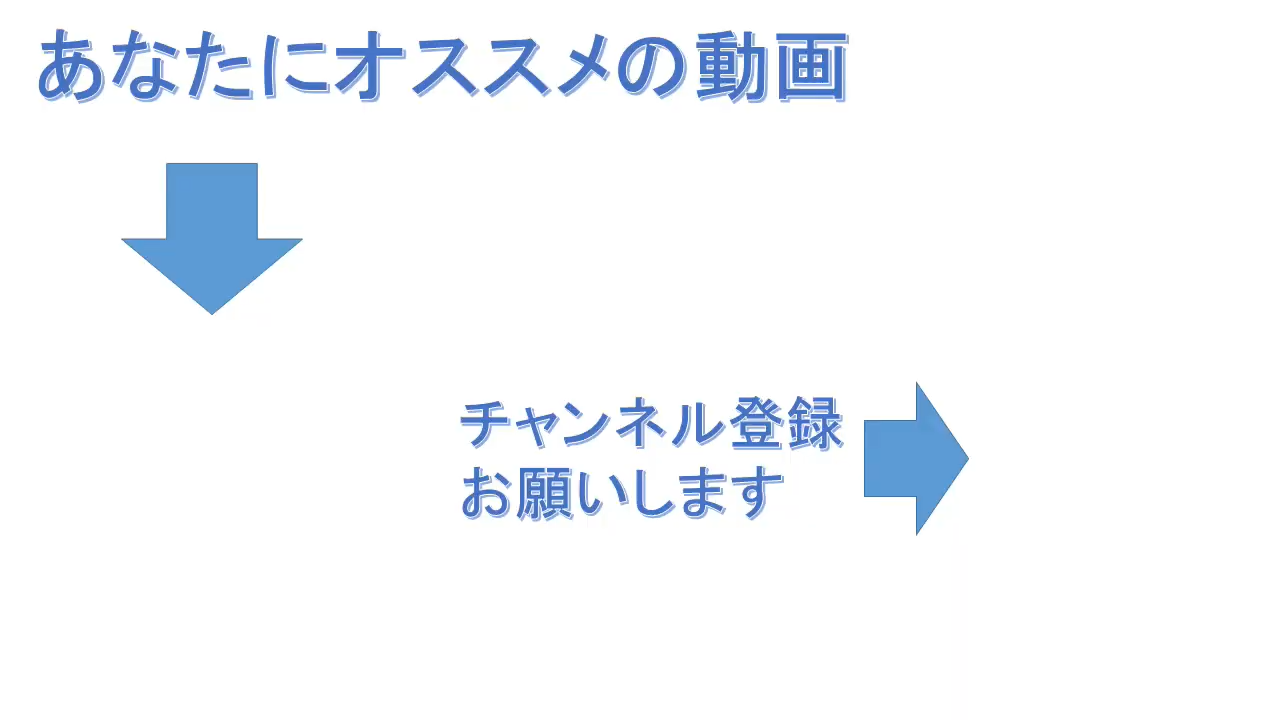 あなたにオススメの動画
チャンネル登録
お願いします